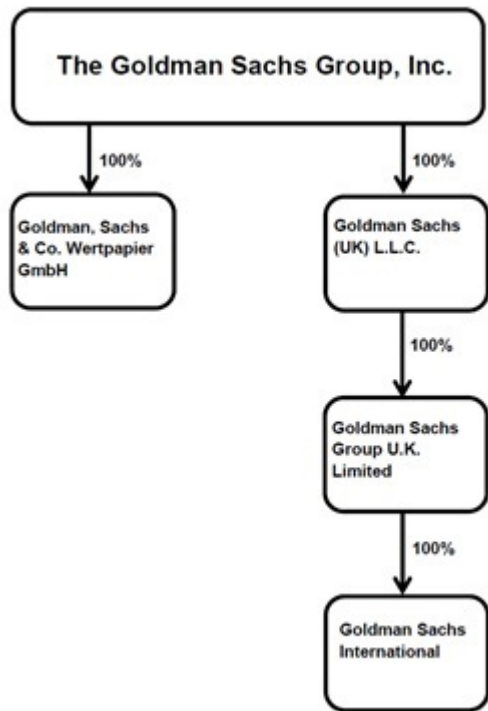 The Goldman Sachs Group, Inc.
100%
100%
Goldman, Sachs
& Co. Wertpapier
GmbH
Goldman Sachs
(UK) L.L.C.
100%
Goldman Sachs
Group U.K.
Limited
100%
Goldman Sachs
International